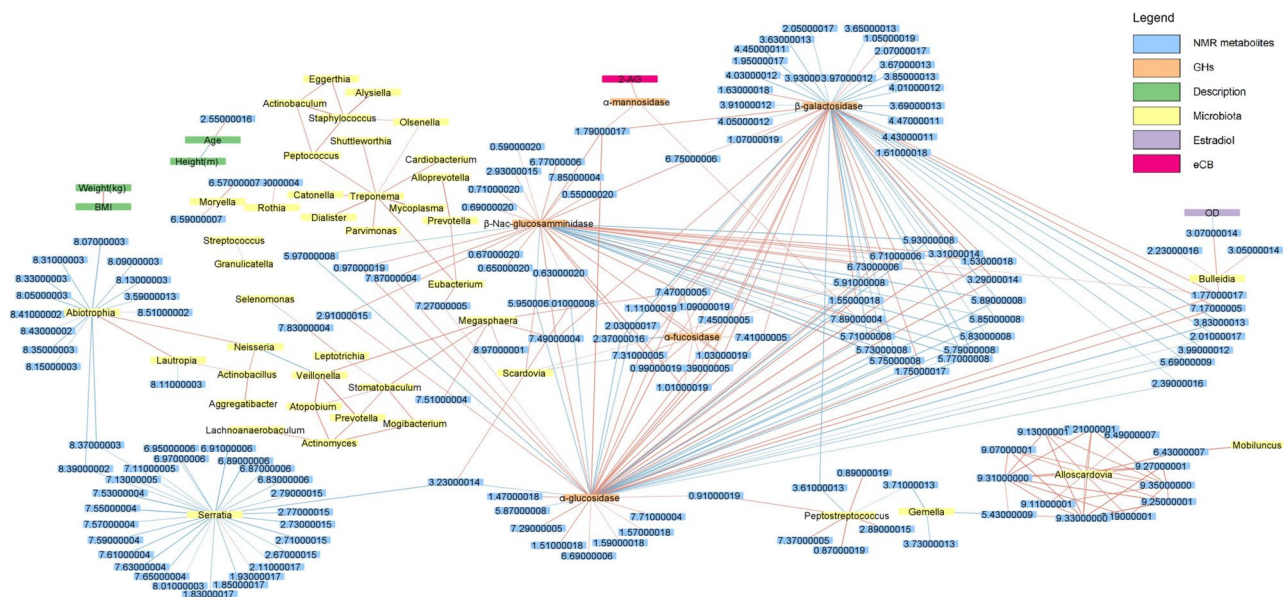 Legend
NMR metabolites
GHs
Description
Microbiota
Estradiol
eCB
2.05000017
3.65000013
3.63000013
1.05000019
4.45000011
2.07000017
1.95000017
3.67000013
4.03000012
3.93000
3.97000012
3.85000013
1.63000018
4.01000012
3.91000012
β-galactosidase
3.69000013
4.05000012
4.47000011
1.07000019
4.43000011
1.61000018
2-AG
α-mannosidase
1.79000017
6.75000006
Eggerthia
Alysiella
Actinobaculum
Staphylococcus
Olsenella
Shuttleworthia
Peptococcus
Cardiobacterium
Alloprevotella
Catonella
Treponema
Mycoplasma
Dialister
Prevotella
Parvimonas
2.55000016
Age
Height(m)
Weight(kg)
BMI
6.57000007
0000004
Moryella
Rothia
6.59000007
Streptococcus
Granulicatella
Selenomonas
0.59000020
6.77000006
2.93000015
7.85000004
0.71000020
0.55000020
0.69000020
β-Nac-glucosamminidase
5.97000008
0.97000019
7.87000004
0.67000020
0.65000020
0.63000020
Eubacterium
7.27000005
5.950006
.01000008
2.91000015
7.83000004
Megasphaera
7.49000004
8.97000001
Scardovia
7.51000004
8.07000003
8.31000003
8.09000003
8.33000003
8.13000003
8.05000003
3.59000013
8.41000002
Abiotrophia
8.51000002
8.43000002
8.35000003
8.15000003
Neisseria
Lautropia
8.11000003
Leptotrichia
Actinobacillus
Veillonella
Stomatobaculum
Aggregatibacter
Atopobium
Prevotella
Mogibacterium
Lachnoanaerobaculum
Actinomyces
7.47000005
1.11000019
1.09000019
7.45000005
2.03000017
2.37000016
α-fucosidase
7.41000005
7.31000005
1.03000019
0.99000019
39000005
1.01000019
5.93000008
6.71000006
3.31000014
6.73000006
1.53000018
5.91000008
3.29000014
1.55000018
5.89000008
7.89000004
5.85000008
5.71000008
5.83000008
5.73000008
5.79000008
5.75000008
5.77000008
1.75000017
OD
3.07000014
2.23000016
3.05000014
Bulleidia
1.77000017
7.17000005
3.83000013
2.01000017
3.99000012
5.69000009
2.39000016
8.37000003
8.39000002
6.95000006
6.91000006
6.97000006
6.89000006
7.11000005
6.87000006
7.13000005
6.83000006
7.53000004
2.79000015
7.55000004
2.77000015
Serratia
7.57000004
2.73000015
7.59000004
2.71000015
7.61000004
2.67000015
7.63000004
2.11000017
7.65000004
1.93000017
8.01000003
1.85000017
1.83000017
3.23000014
α-glucosidase
0.91000019
1.47000018
5.87000008
7.71000004
7.29000005
1.57000018
1.51000018
1.59000018
6.69000006
0.89000019
3.61000013
3.71000013
Peptostreptococcus
Gemella
2.89000015
7.37000005
0.87000019
3.73000013
9.13000001
.21000001
6.49000007
9.07000001
6.43000007
Mobiluncus
9.27000001
9.31000000
Alloscardovia
9.35000000
9.25000001
9.11000001
5.43000009
9.33000000
.19000001